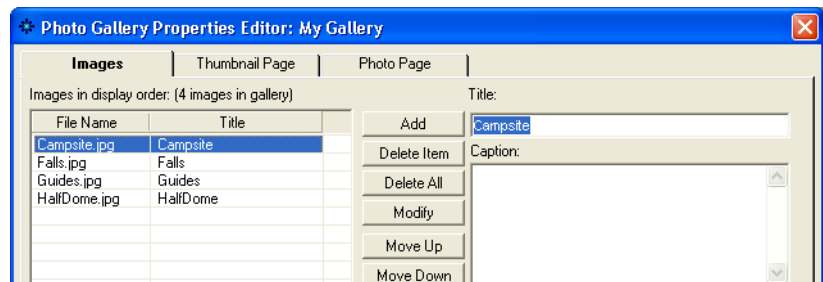 Photo Gallery Properties Editor: My Gallery
Images Thumbnail Page Photo Page
Images in display order: (4 images in gallery)
File Name Title
Campsite.jpg Campsite
Falls.jpg Falls
Guides.jpg Guides
HalfDome.jpg HalfDome
Add
Delete Item
Delete All
Modify
Move Up
Move Down
Title:
Campsite
Caption: